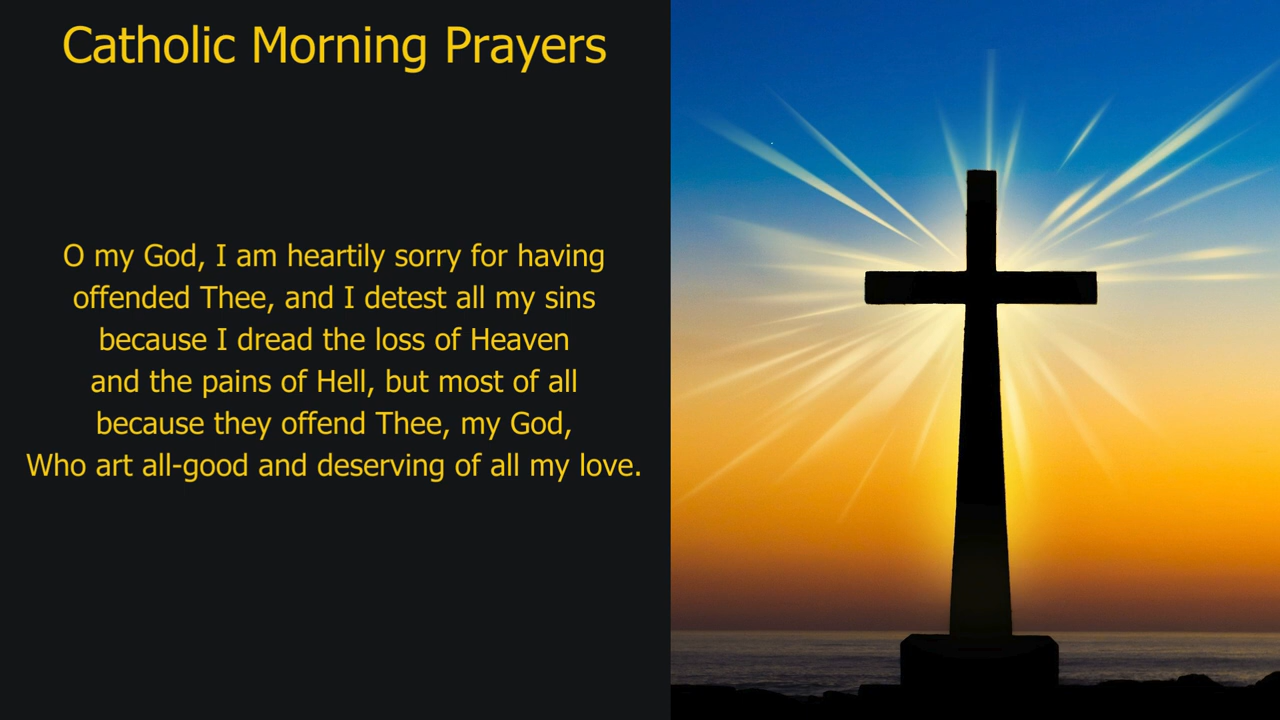 Catholic Morning Prayers
O my God, I am heartily sorry for having
offended Thee, and I detest all my sins
because I dread the loss of Heaven
and the pains of Hell, but most of all
because they offend Thee, my God,
Who art all-good and deserving of all my love.